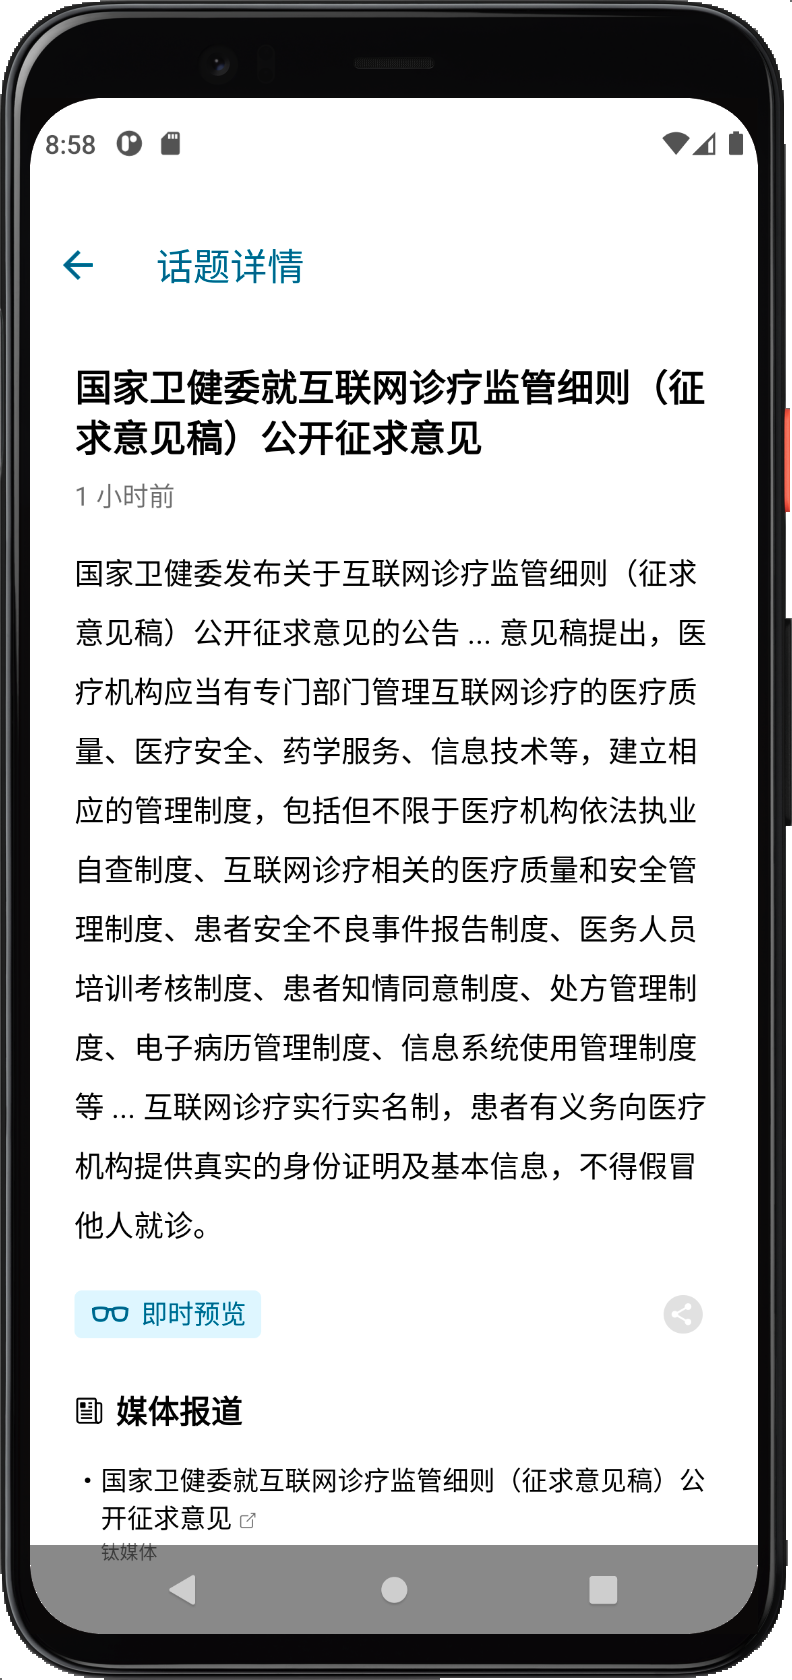 8:58
话题详情
国家卫健委就互联网诊疗监管细则（征
求意见稿）公开征求意见
1 小时前
国家卫健委发布关于互联网诊疗监管细则（征求
意见稿）公开征求意见的公告 ... 意见稿提出，医
疗机构应当有专门部门管理互联网诊疗的医疗质
量、医疗安全、药学服务、信息技术等，建立相
应的管理制度，包括但不限于医疗机构依法执业
自查制度、互联网诊疗相关的医疗质量和安全管
理制度、患者安全不良事件报告制度、医务人员
培训考核制度、患者知情同意制度、处方管理制
度、电子病历管理制度、信息系统使用管理制度
等 ... 互联网诊疗实行实名制，患者有义务向医疗
机构提供真实的身份证明及基本信息，不得假冒
他人就诊。
即时预览
媒体报道
・国家卫健委就互联网诊疗监管细则（征求意见稿）公
开征求意见
钛媒体